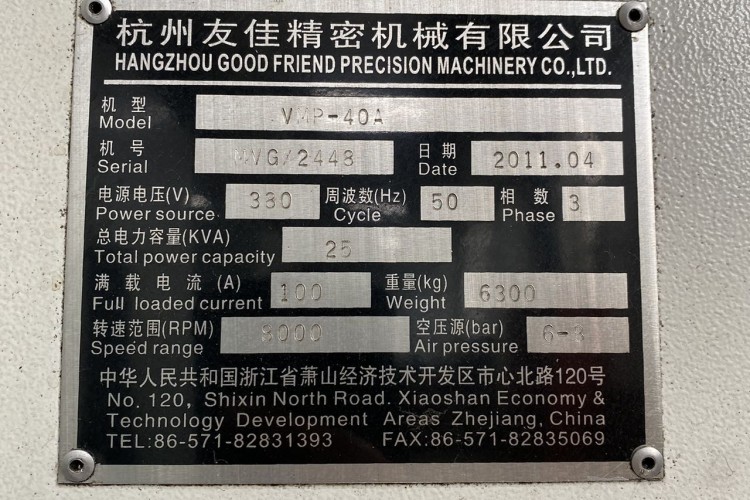 杭州友佳精密机械有限公司
HANGZHOU GOOD FRIEND PRECISION MACHINERY CO.,LTD.
机型 VMP-40A
Model
机号 MVG/2448 日期 2011.04
Serial Date
电源电压(V) 380 周波数(Hz) 50 相数 3
Power source Cycle Phase
总电力容量(KVA) 25
Total power capacity
满载电流(A) 100 重量(kg) 6300
Full loaded current Weight
转速范围(RPM) 8000 空压源(bar)
Speed range Air pressure
中华人民共和国浙江省萧山经济技术开发区市心北路120号
No. 120, Shixin North Road. Xiaoshan Economy &
Technology Development Areas Zhejiang, China
TEL:86-571-82831393 FAX:86-571-82835069